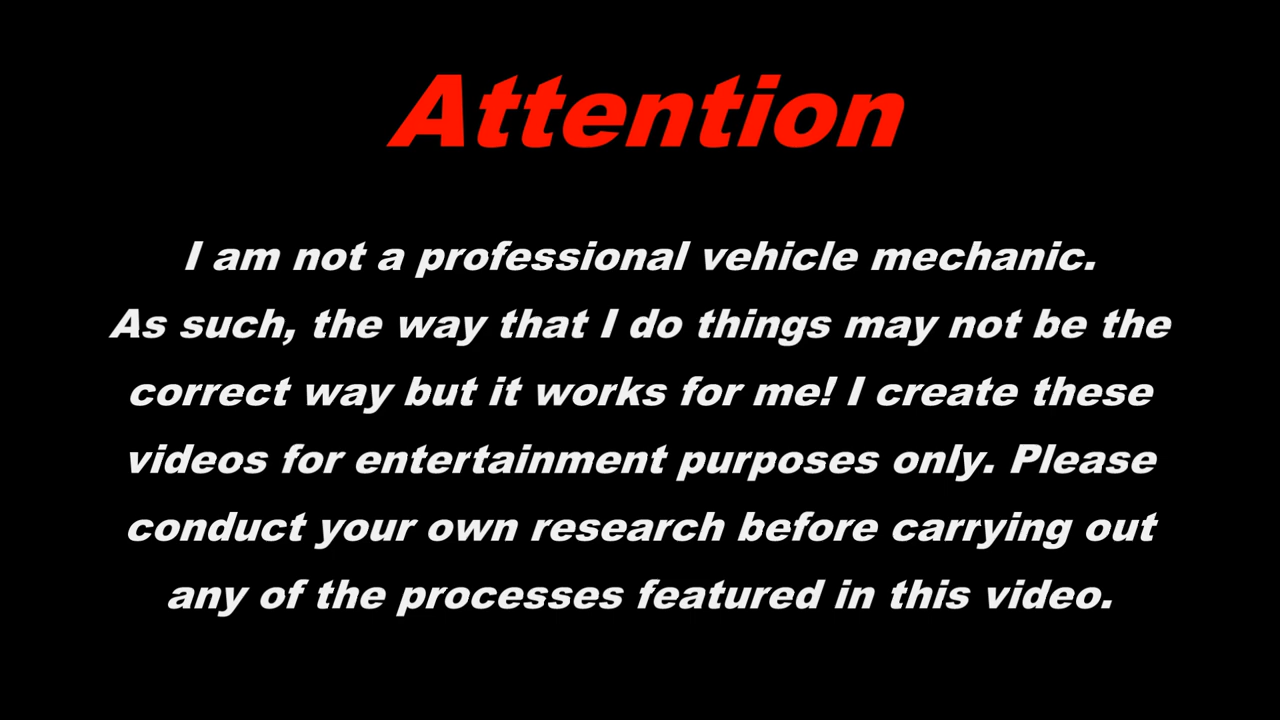 Attention
I am not a professional vehicle mechanic.
As such, the way that I do things may not be the
correct way but it works for me! I create these
videos for entertainment purposes only. Please
conduct your own research before carrying out
any of the processes featured in this video.